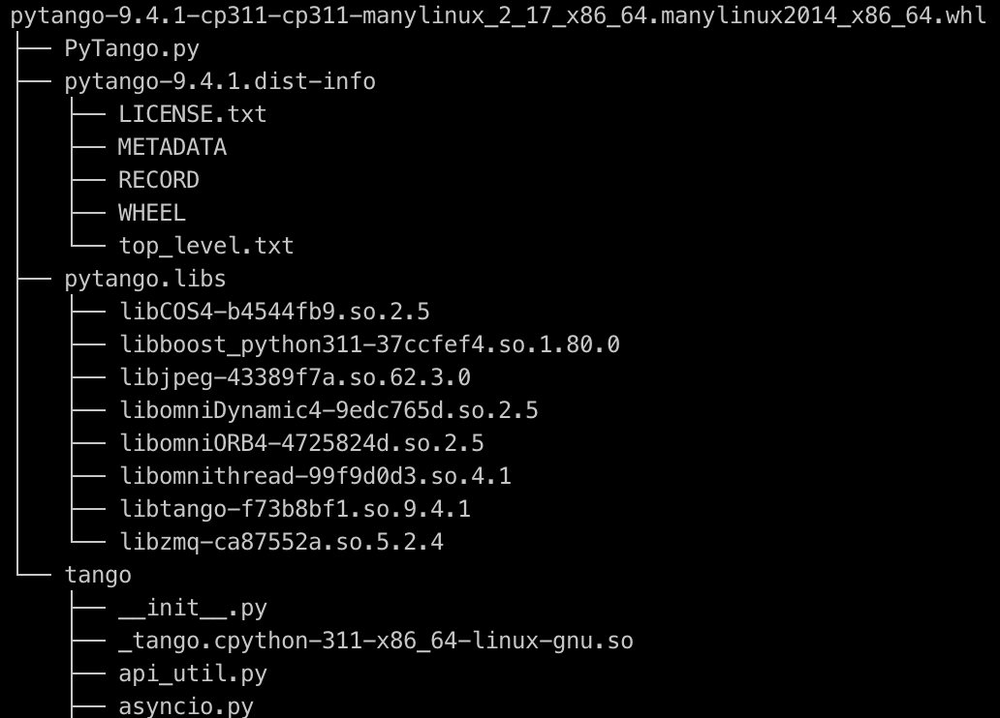 pytango-9.4.1-cp311-cp311-manylinux_2_17_x86_64.manylinux2014_x86_64.whl
├── PyTango.py
├── pytango-9.4.1.dist-info
│   ├── LICENSE.txt
│   ├── METADATA
│   ├── RECORD
│   ├── WHEEL
│   └── top_level.txt
├── pytango.libs
│   ├── libCOS4-b4544fb9.so.2.5
│   ├── libboost_python311-37ccfef4.so.1.80.0
│   ├── libjpeg-43389f7a.so.62.3.0
│   ├── libomniDynamic4-9edc765d.so.2.5
│   ├── libomniORB4-4725824d.so.2.5
│   ├── libomnithread-99f9d0d3.so.4.1
│   ├── libtango-f73b8bf1.so.9.4.1
│   └── libzmq-ca87552a.so.5.2.4
└── tango
    ├── __init__.py
    ├── _tango.cpython-311-x86_64-linux-gnu.so
    ├── api_util.py
    ├── asyncio.py